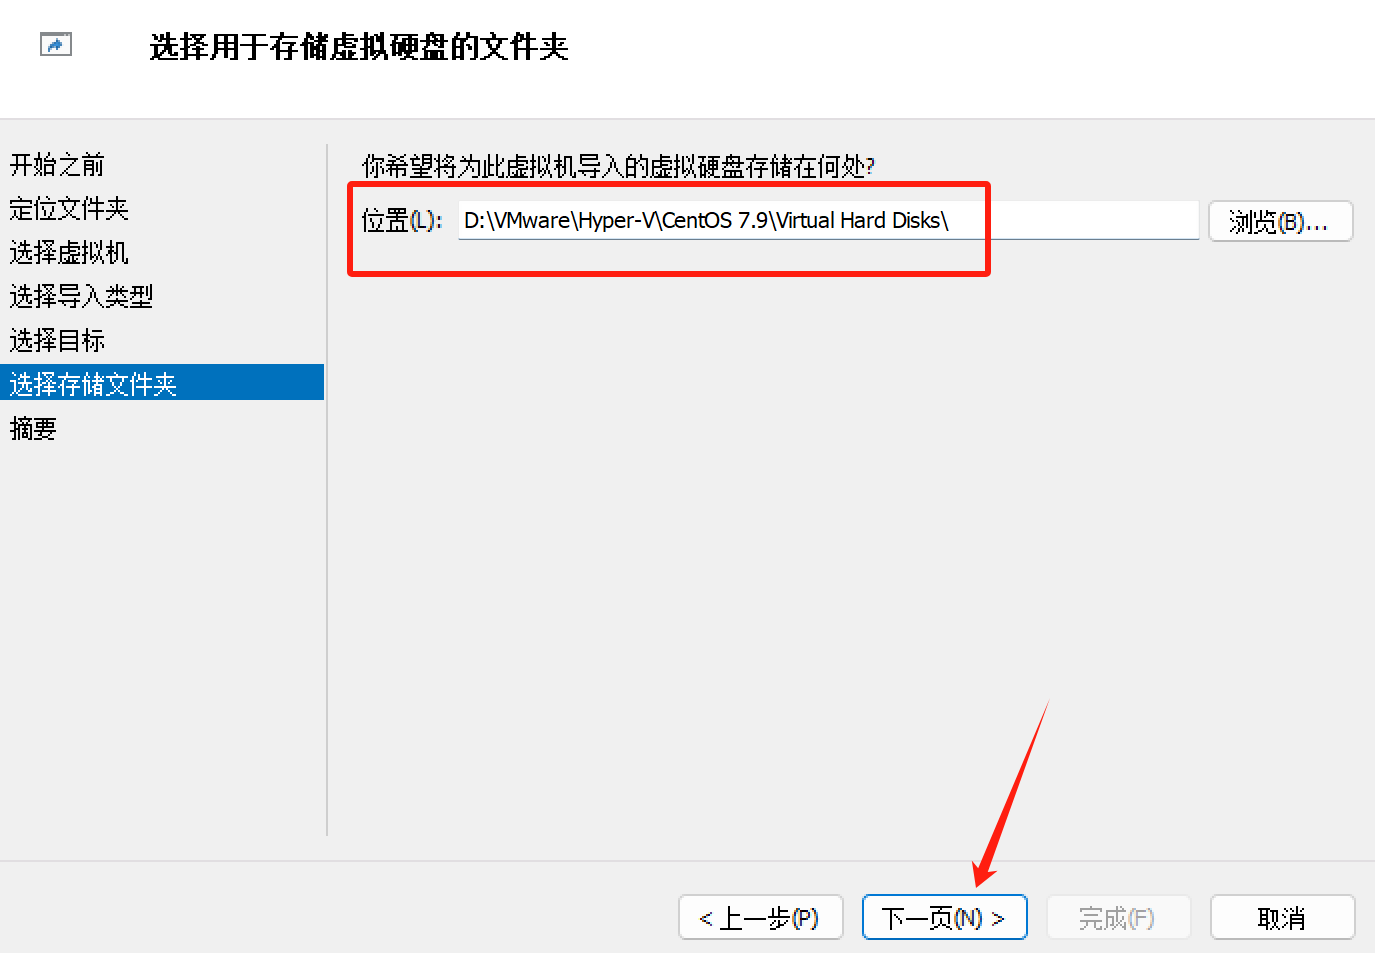 选择用于存储虚拟硬盘的文件夹
开始之前
定位文件夹
选择虚拟机
选择导入类型
选择目标
选择存储文件夹
摘要
你希望将为此虚拟机导入的虚拟硬盘存储在何处?
位置(L): D:\VMware\Hyper-V\CentOS 7.9\Virtual Hard Disks\ 浏览(B)...
< 上一步(P) 下一页(N) > 完成(F) 取消